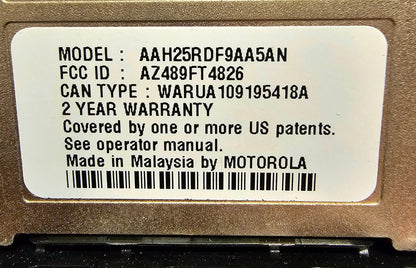 MODEL : AAH25RDF9AA5AN
FCC ID : AZ489FT4826
CAN TYPE : WARUA109195418A
2 YEAR WARRANTY
Covered by one or more US patents.
See operator manual.
Made in Malaysia by MOTOROLA